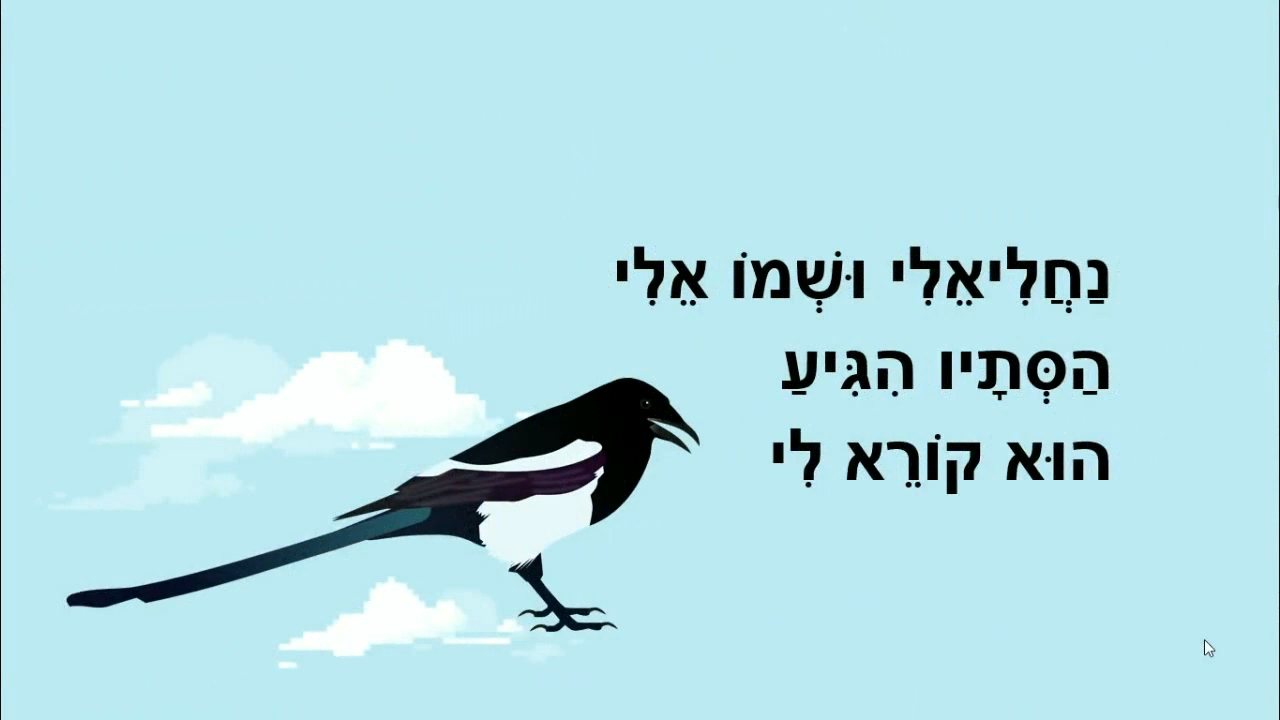 נַחֲלִיאֵלִי וּשְׁמוֹ אֵלִי
הַסְּתָיו הִגִּיעַ
הוּא קוֹרֵא לִי